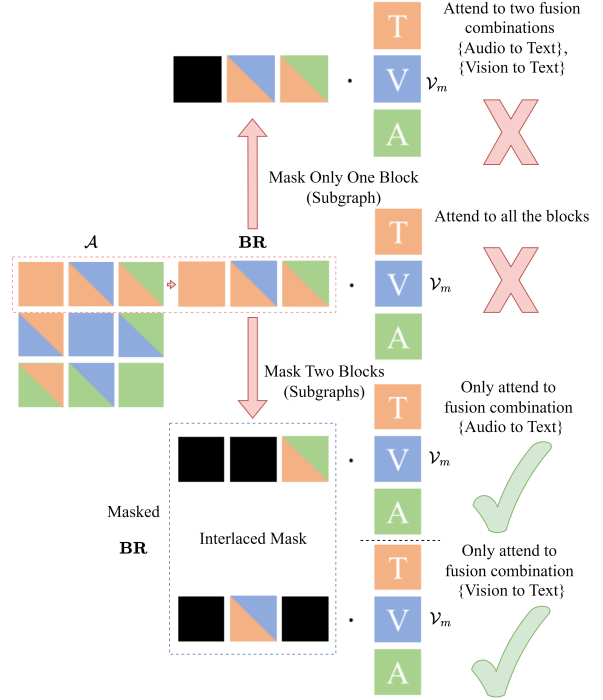 Attend to two fusion
combinations
{Audio to Text},
{Vision to Text}
T
V
A
· 𝒱ₘ
Mask Only One Block
(Subgraph)
𝒜
BR
Attend to all the blocks
T
V
A
· 𝒱ₘ
Mask Two Blocks
(Subgraphs)
Only attend to
fusion combination
{Audio to Text}
T
V
A
· 𝒱ₘ
Masked
BR
Interlaced Mask
Only attend to
fusion combination
{Vision to Text}
T
V
A
· 𝒱ₘ